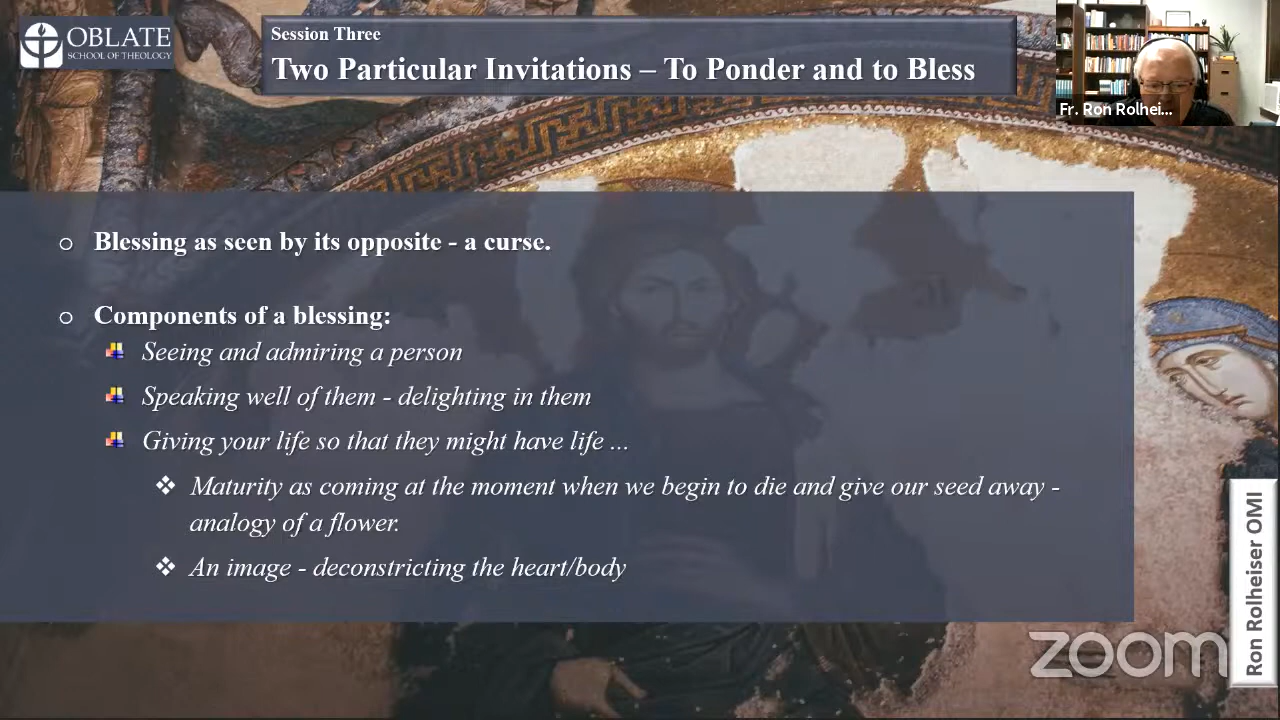 OBLATE
SCHOOL OF THEOLOGY
Session Three
Two Particular Invitations – To Ponder and to Bless
Fr. Ron Rolhei...
Blessing as seen by its opposite - a curse.
Components of a blessing:
Seeing and admiring a person
Speaking well of them - delighting in them
Giving your life so that they might have life ...
Maturity as coming at the moment when we begin to die and give our seed away -
analogy of a flower.
An image - deconstricting the heart/body
Ron Rolheiser OMI
zoom